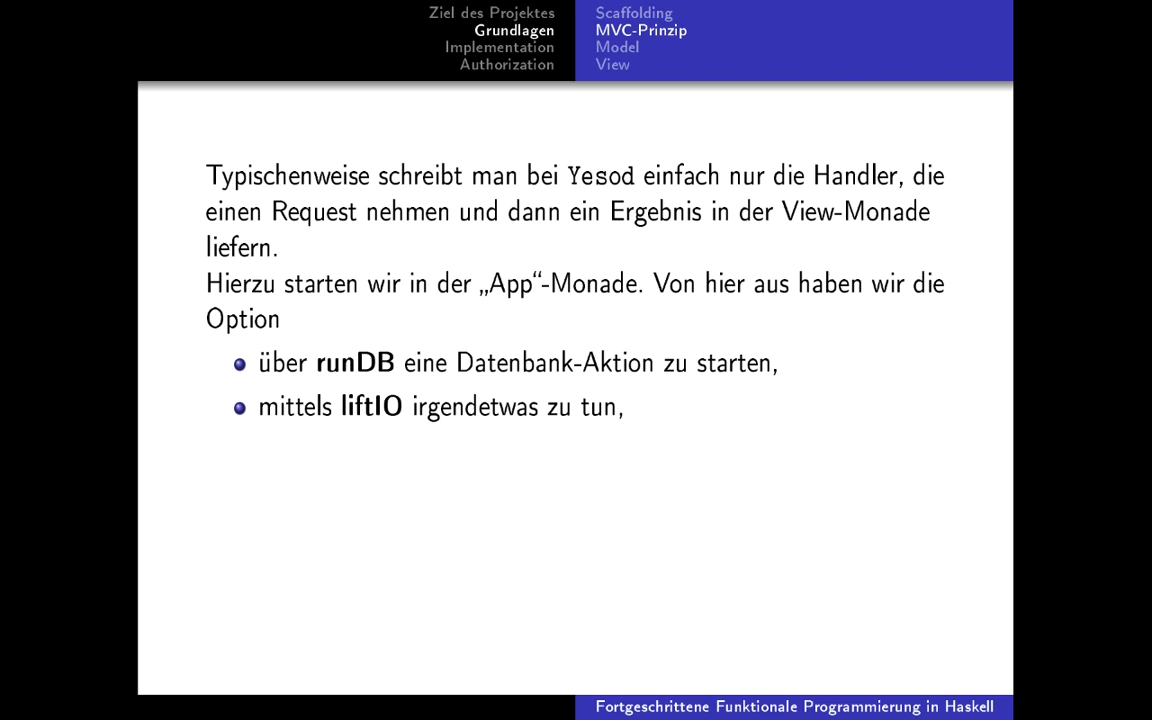 Ziel des Projektes
Grundlagen
Implementation
Authorization
Scaffolding
MVC-Prinzip
Model
View
Typischenweise schreibt man bei Yesod einfach nur die Handler, die
einen Request nehmen und dann ein Ergebnis in der View-Monade
liefern.
Hierzu starten wir in der „App“-Monade. Von hier aus haben wir die
Option
über runDB eine Datenbank-Aktion zu starten,
mittels liftIO irgendetwas zu tun,
Fortgeschrittene Funktionale Programmierung in Haskell